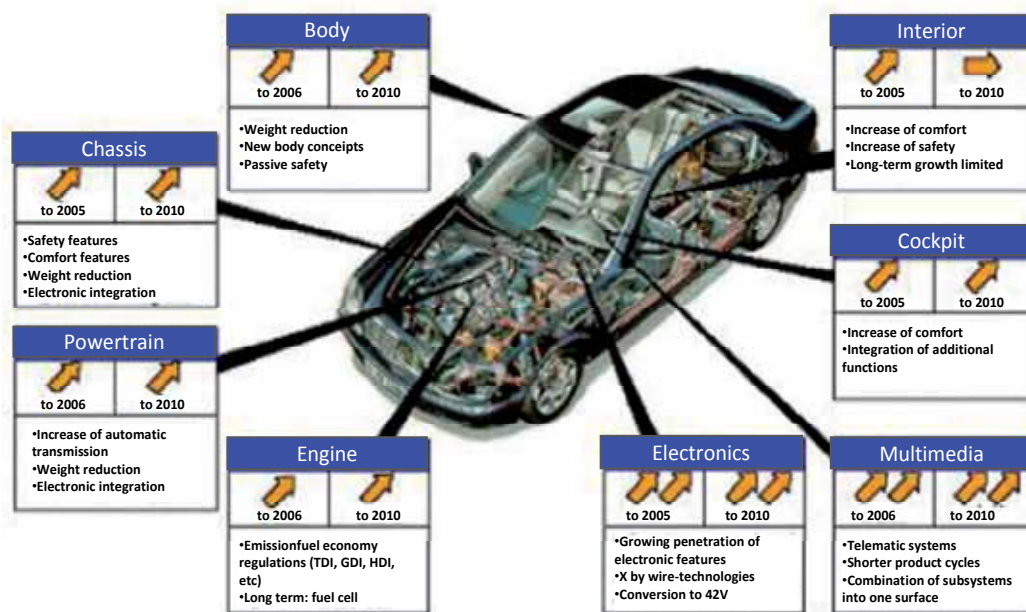 Body
to 2006
to 2010
•Weight reduction
•New body conceipts
•Passive safety
Interior
to 2005
to 2010
•Increase of comfort
•Increase of safety
•Long-term growth limited
Chassis
to 2005
to 2010
•Safety features
•Comfort features
•Weight reduction
•Electronic integration
Cockpit
to 2005
to 2010
•Increase of comfort
•Integration of additional
functions
Powertrain
to 2006
to 2010
•Increase of automatic
transmission
•Weight reduction
•Electronic integration
Engine
to 2006
to 2010
•Emissionfuel economy
regulations (TDI, GDI, HDI,
etc)
•Long term: fuel cell
Electronics
to 2005
to 2010
•Growing penetration of
electronic features
•X by wire-technologies
•Conversion to 42V
Multimedia
to 2006
to 2010
•Telematic systems
•Shorter product cycles
•Combination of subsystems
into one surface